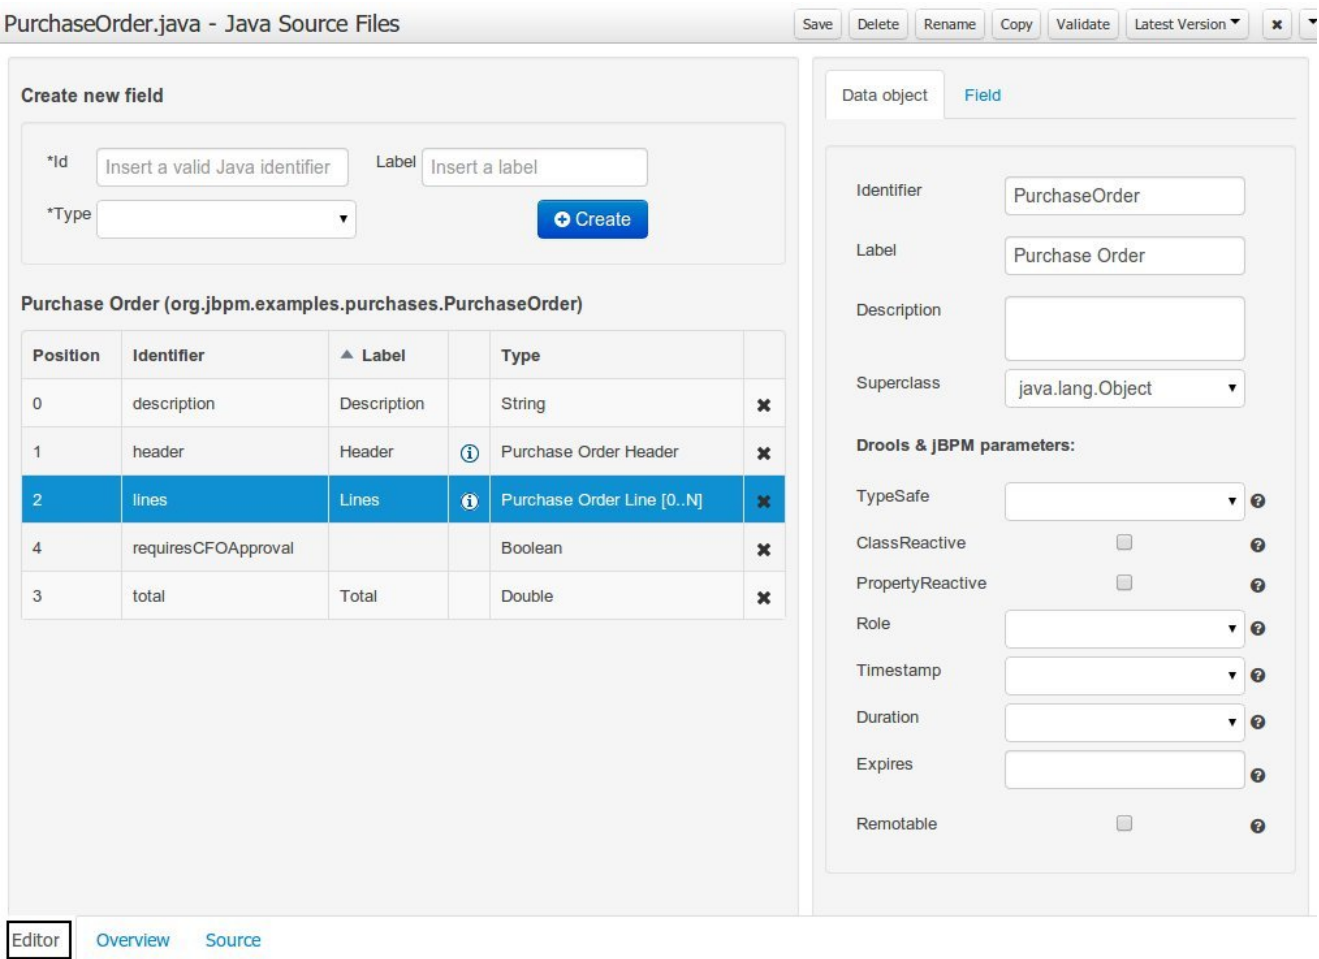 PurchaseOrder.java - Java Source Files
Save Delete Rename Copy Validate Latest Version
Create new field
*Id Insert a valid Java identifier Label Insert a label
*Type Create
Purchase Order (org.jbpm.examples.purchases.PurchaseOrder)
Position Identifier Label Type
0 description Description String
1 header Header Purchase Order Header
2 lines Lines Purchase Order Line [0..N]
4 requiresCFOApproval Boolean
3 total Total Double
Data object Field
Identifier PurchaseOrder
Label Purchase Order
Description
Superclass java.lang.Object
Drools & jBPM parameters:
TypeSafe
ClassReactive
PropertyReactive
Role
Timestamp
Duration
Expires
Remotable
Editor Overview Source